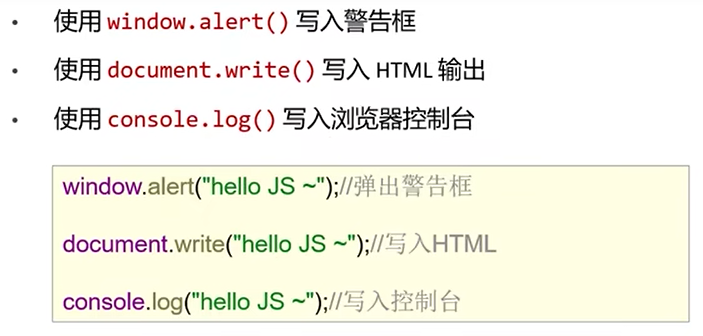 • 使用 window.alert() 写入警告框
• 使用 document.write() 写入 HTML 输出
• 使用 console.log() 写入浏览器控制台
window.alert("hello JS ~");//弹出警告框
document.write("hello JS ~");//写入HTML
console.log("hello JS ~");//写入控制台